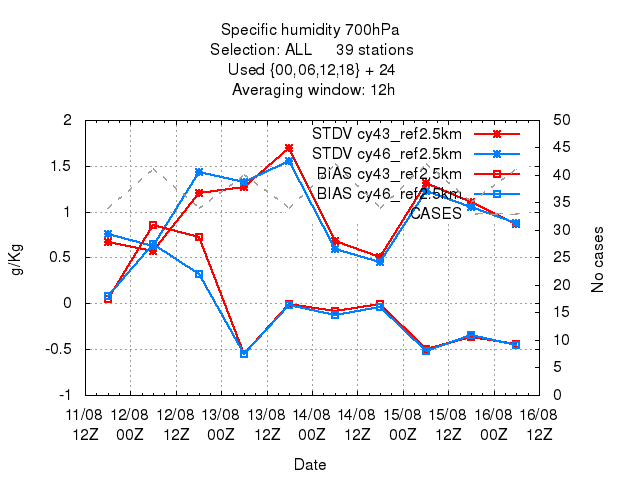 Specific humidity 700hPa
Selection: ALL 39 stations
Used {00,06,12,18} + 24
Averaging window: 12h
STDV cy43_ref2.5km
STDV cy46_ref2.5km
BIAS cy43_ref2.5km
BIAS cy46_ref2.5km
CASES
2
1.5
1
0.5
0
-0.5
-1
g/Kg
50
45
40
35
30
25
20
15
10
5
0
No cases
11/08 12/08 12/08 13/08 13/08 14/08 14/08 15/08 15/08 16/08 16/08
12Z 00Z 12Z 00Z 12Z 00Z 12Z 00Z 12Z 00Z 12Z
Date